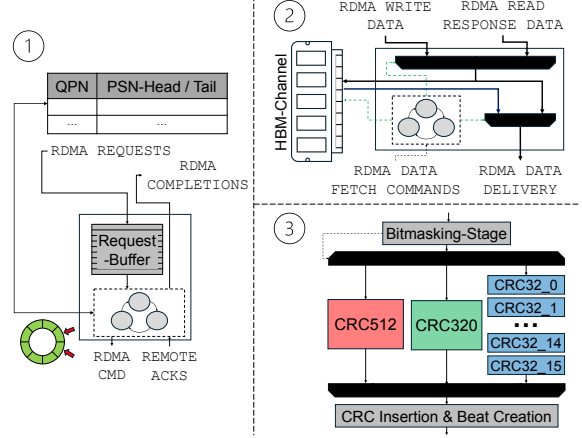 1
QPN PSN-Head / Tail
... ...
RDMA REQUESTS
RDMA
COMPLETIONS
Request
-Buffer
RDMA
CMD
REMOTE
ACKS
2
RDMA WRITE
DATA
RDMA READ
RESPONSE DATA
HBM-Channel
RDMA DATA
FETCH COMMANDS
RDMA DATA
DELIVERY
3
Bitmasking-Stage
CRC512
CRC320
CRC32_0
CRC32_1
...
CRC32_14
CRC32_15
CRC Insertion & Beat Creation